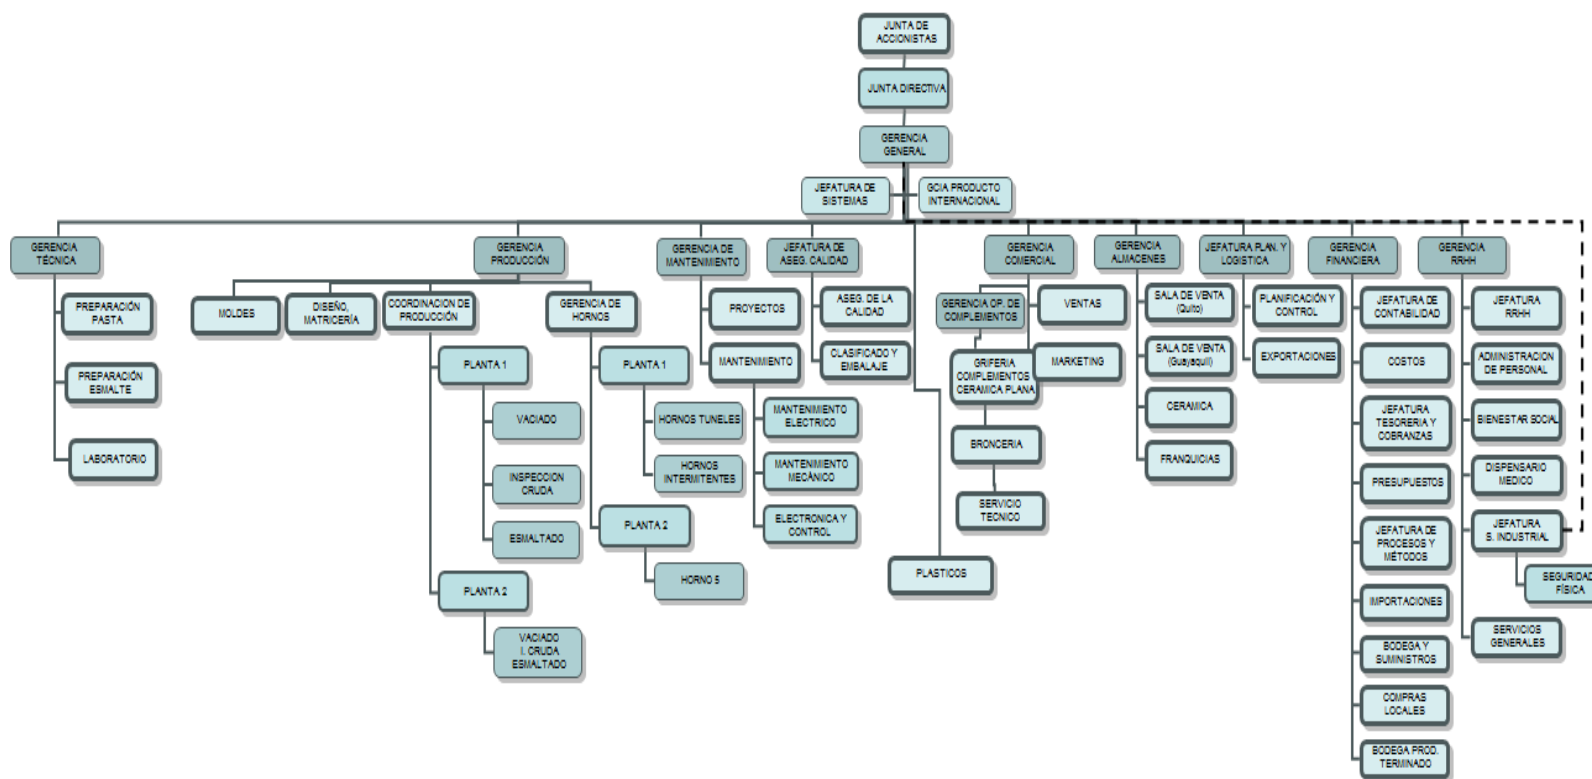 JUNTA DE
ACCIONISTAS
JUNTA DIRECTIVA
GERENCIA
GENERAL
JEFATURA DE
SISTEMAS
GCIA PRODUCTO
INTERNACIONAL
GERENCIA
TÉCNICA
PREPARACIÓN
PASTA
PREPARACIÓN
ESMALTE
LABORATORIO
GERENCIA
PRODUCCIÓN
MOLDES
DISEÑO,
MATRICERÍA
COORDINACION DE
PRODUCCIÓN
PLANTA 1
VACIADO
INSPECCION
CRUDA
ESMALTADO
PLANTA 2
VACIADO
I. CRUDA
ESMALTADO
GERENCIA DE
HORNOS
PLANTA 1
HORNOS TUNELES
HORNOS
INTERMITENTES
PLANTA 2
HORNO 5
GERENCIA DE
MANTENIMIENTO
PROYECTOS
MANTENIMIENTO
MANTENIMIENTO
ELECTRICO
MANTENIMIENTO
MECÀNICO
ELECTRONICA Y
CONTROL
JEFATURA DE
ASEG. CALIDAD
ASEG. DE LA
CALIDAD
CLASIFICADO Y
EMBALAJE
PLASTICOS
GERENCIA
COMERCIAL
GERENCIA OP. DE
COMPLEMENTOS
GRIFERIA
COMPLEMENTOS
CERAMICA PLANA
BRONCERIA
SERVICIO
TECNICO
VENTAS
MARKETING
GERENCIA
ALMACENES
SALA DE VENTA
(Quito)
SALA DE VENTA
(Guayaquil)
CERAMICA
FRANQUICIAS
JEFATURA PLAN. Y
LOGISTICA
PLANIFICACIÓN Y
CONTROL
EXPORTACIONES
GERENCIA
FINANCIERA
JEFATURA DE
CONTABILIDAD
COSTOS
JEFATURA
TESORERIA Y
COBRANZAS
PRESUPUESTOS
JEFATURA DE
PROCESOS Y
MÉTODOS
IMPORTACIONES
BODEGA Y
SUMINISTROS
COMPRAS
LOCALES
BODEGA PROD.
TERMINADO
GERENCIA
RRHH
JEFATURA
RRHH
ADMINISTRACION
DE PERSONAL
BIENESTAR SOCIAL
DISPENSARIO
MEDICO
JEFATURA
S. INDUSTRIAL
SEGURIDAD
FÍSICA
SERVICIOS
GENERALES